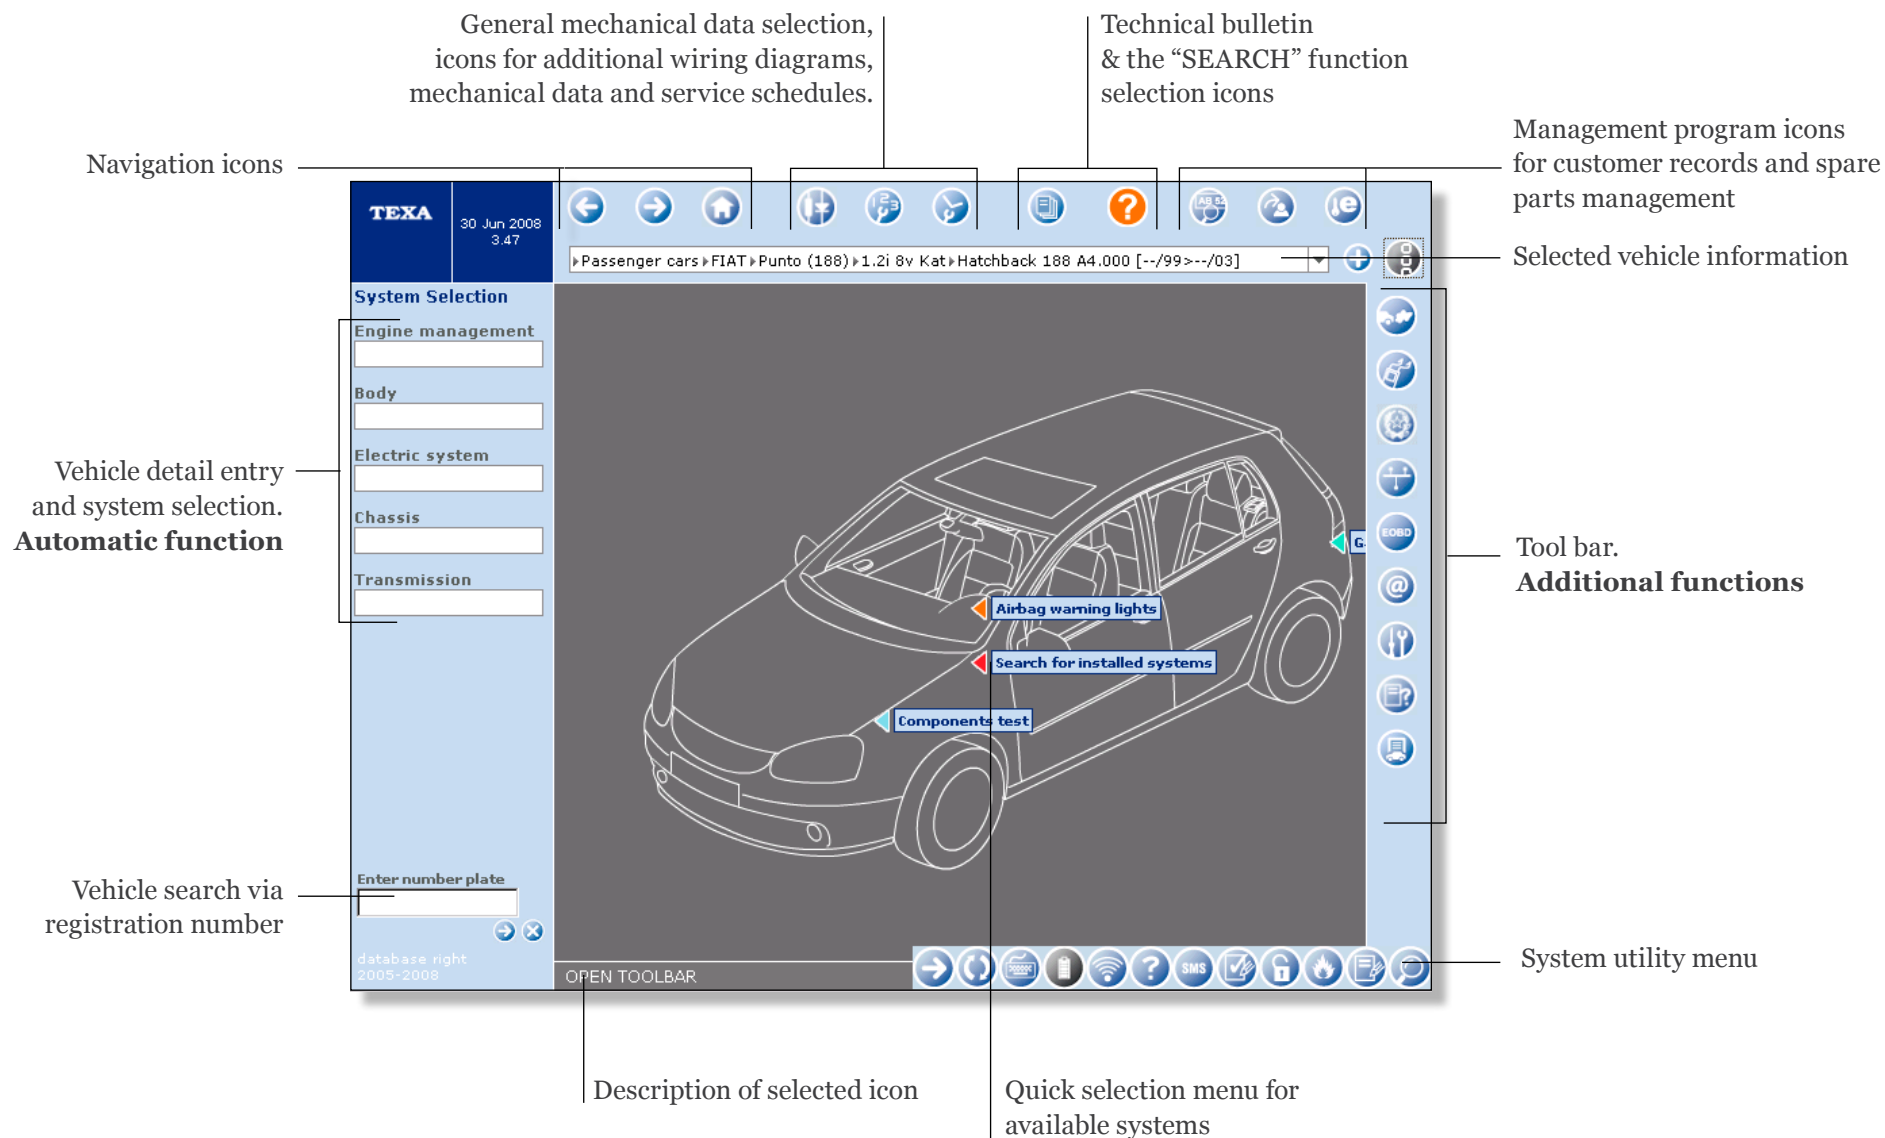 General mechanical data selection,
icons for additional wiring diagrams,
mechanical data and service schedules.
Technical bulletin
& the “SEARCH” function
selection icons
Management program icons
for customer records and spare
parts management
Navigation icons
TEXA
30 Jun 2008
3.47
1 2 3
?
AB 52
e
▸Passenger cars▸FIAT▸Punto (188)▸1.2i 8v Kat▸Hatchback 188 A4.000 [--/99>--/03]
Selected vehicle information
System Selection
Engine management
Body
Electric system
Chassis
Transmission
Vehicle detail entry
and system selection.
Automatic function
G
EOBD
@
?
Airbag warning lights
Search for installed systems
Components test
Tool bar.
Additional functions
Enter number plate
Vehicle search via
registration number
database right
2005-2008
OPEN TOOLBAR
?
SMS
System utility menu
Description of selected icon
Quick selection menu for
available systems